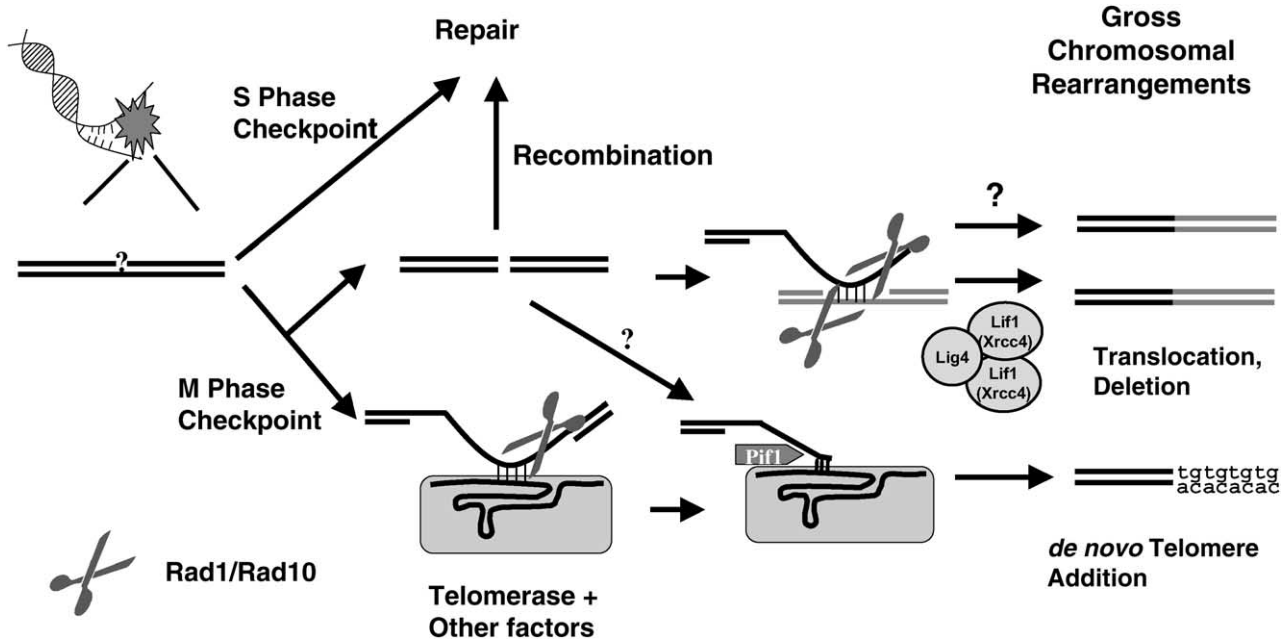 Repair
Gross
Chromosomal
Rearrangements
S Phase
Checkpoint
Recombination
?
?
Lif1
(Xrcc4)
Lig4
Lif1
(Xrcc4)
Translocation,
Deletion
?
M Phase
Checkpoint
Pif1
tgtgtgtg
acacacac
de novo Telomere
Addition
Rad1/Rad10
Telomerase +
Other factors